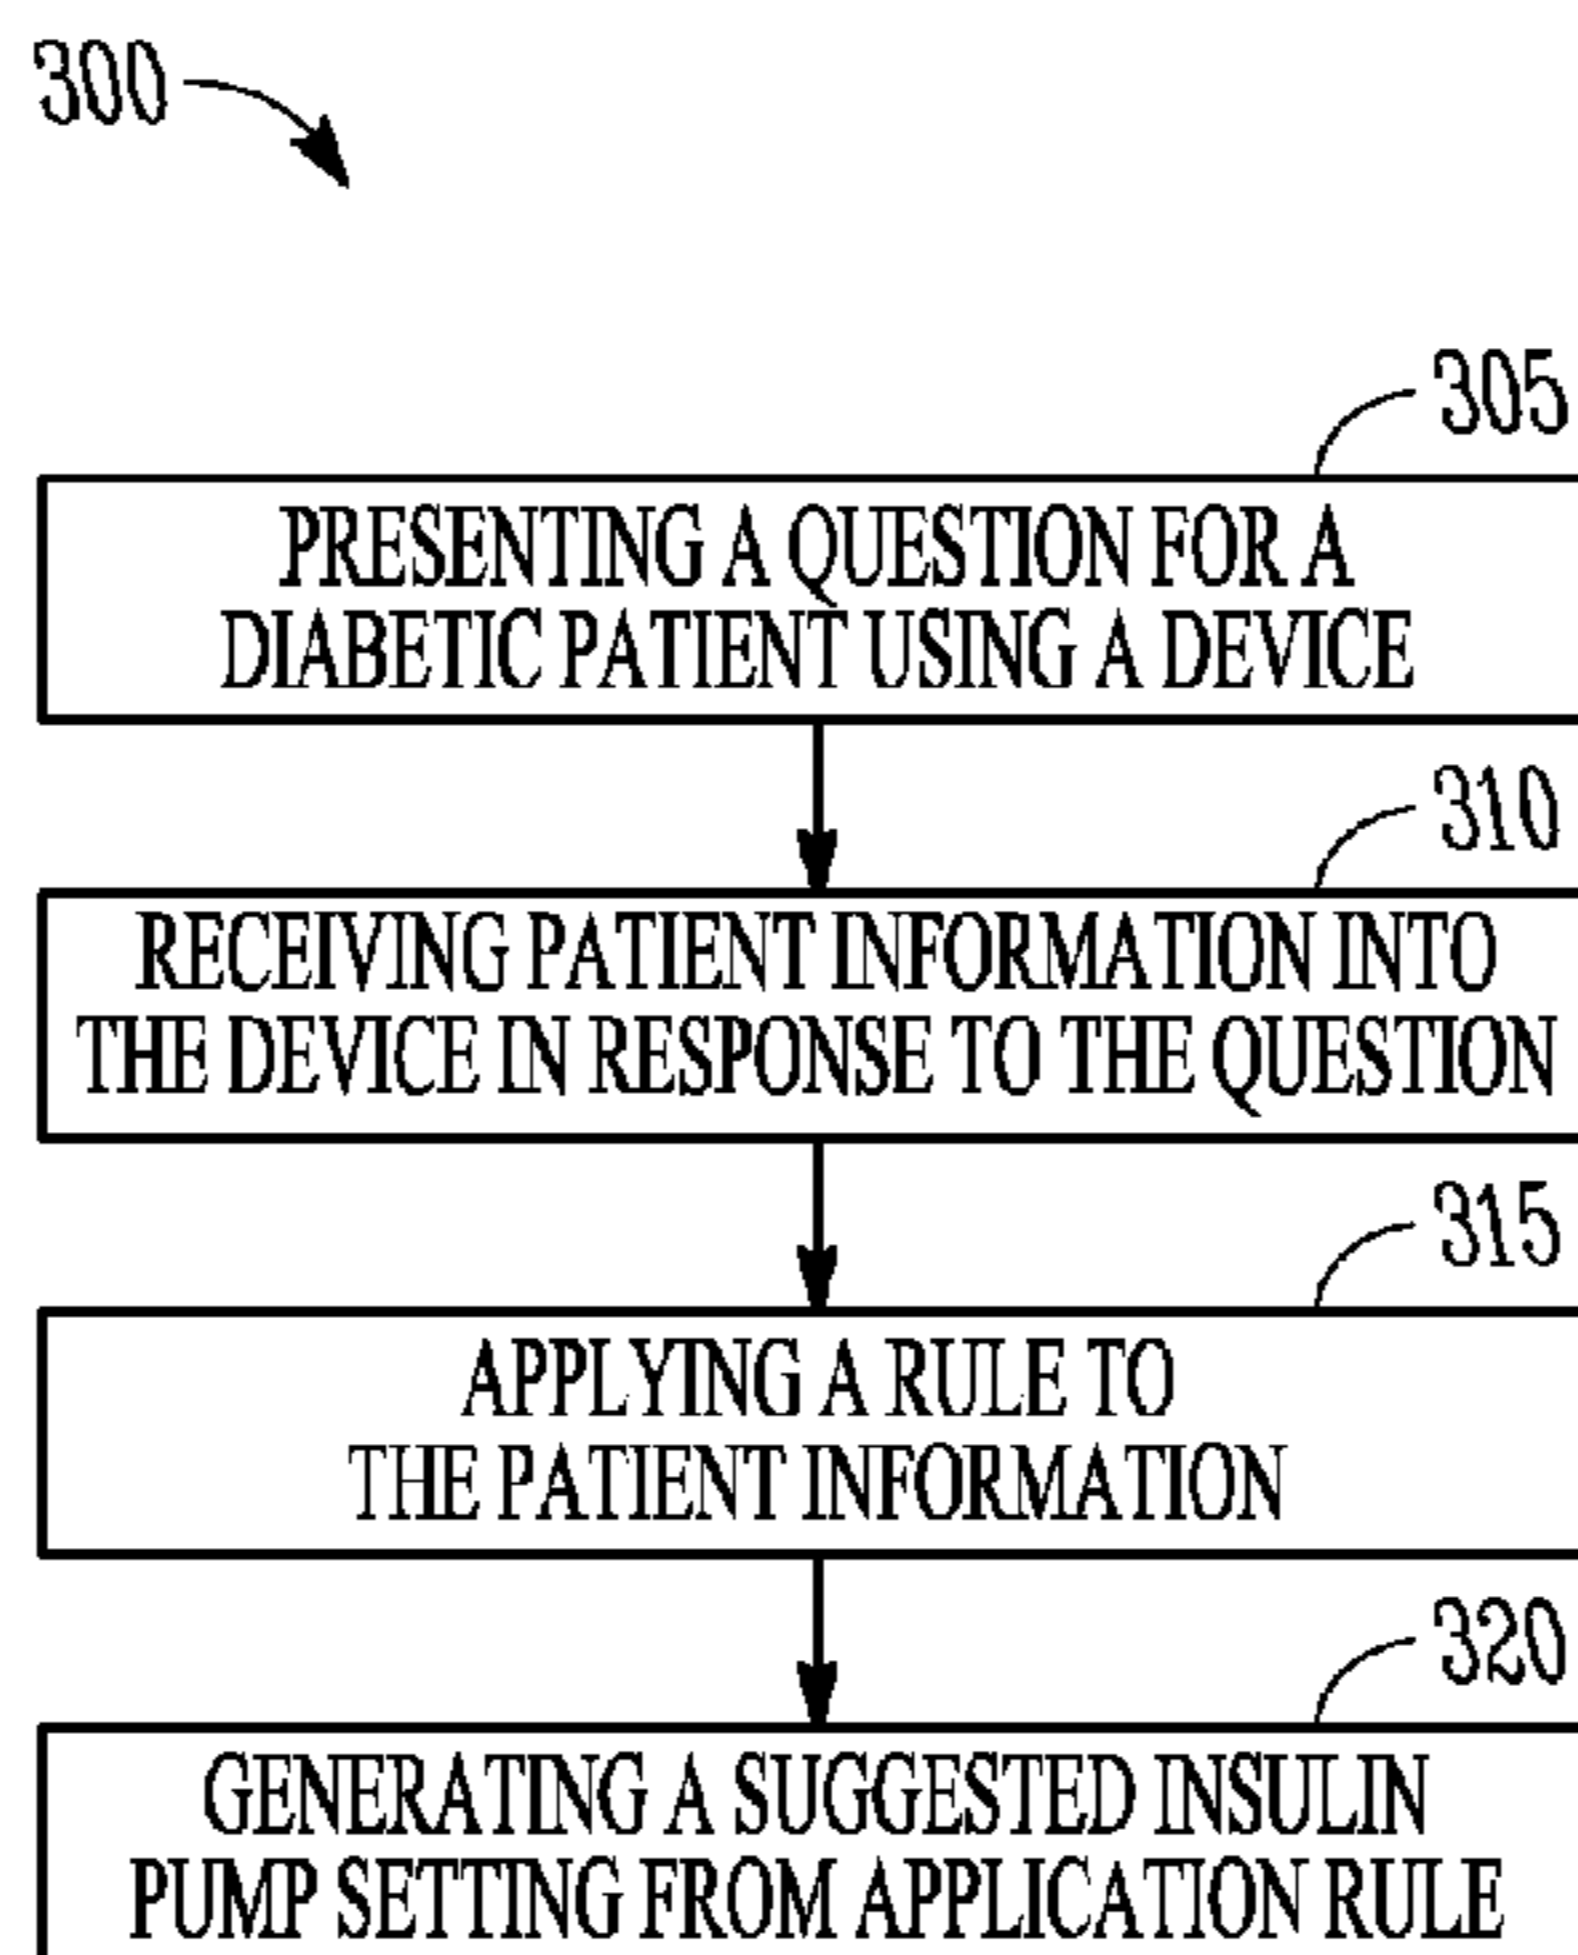 300
305
PRESENTING A QUESTION FOR A
DIABETIC PATIENT USING A DEVICE
310
RECEIVING PATIENT INFORMATION INTO
THE DEVICE IN RESPONSE TO THE QUESTION
315
APPLYING A RULE TO
THE PATIENT INFORMATION
320
GENERATING A SUGGESTED INSULIN
PUMP SETTING FROM APPLICATION RULE